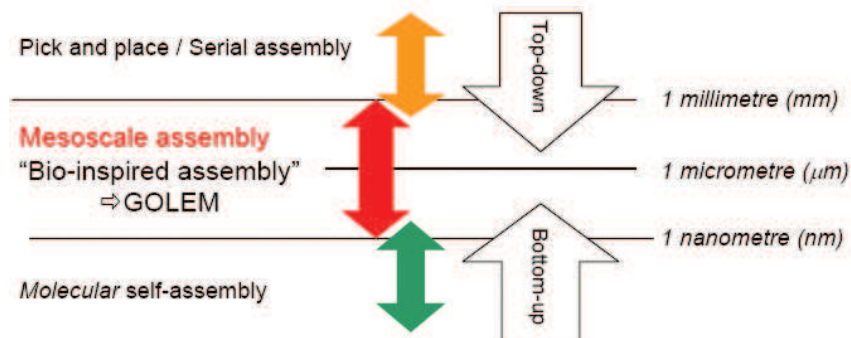 Pick and place / Serial assembly
Top-down
1 millimetre (mm)
Mesoscale assembly
“Bio-inspired assembly”
1 micrometre (μm)
⇨GOLEM
1 nanometre (nm)
Bottom-up
Molecular self-assembly